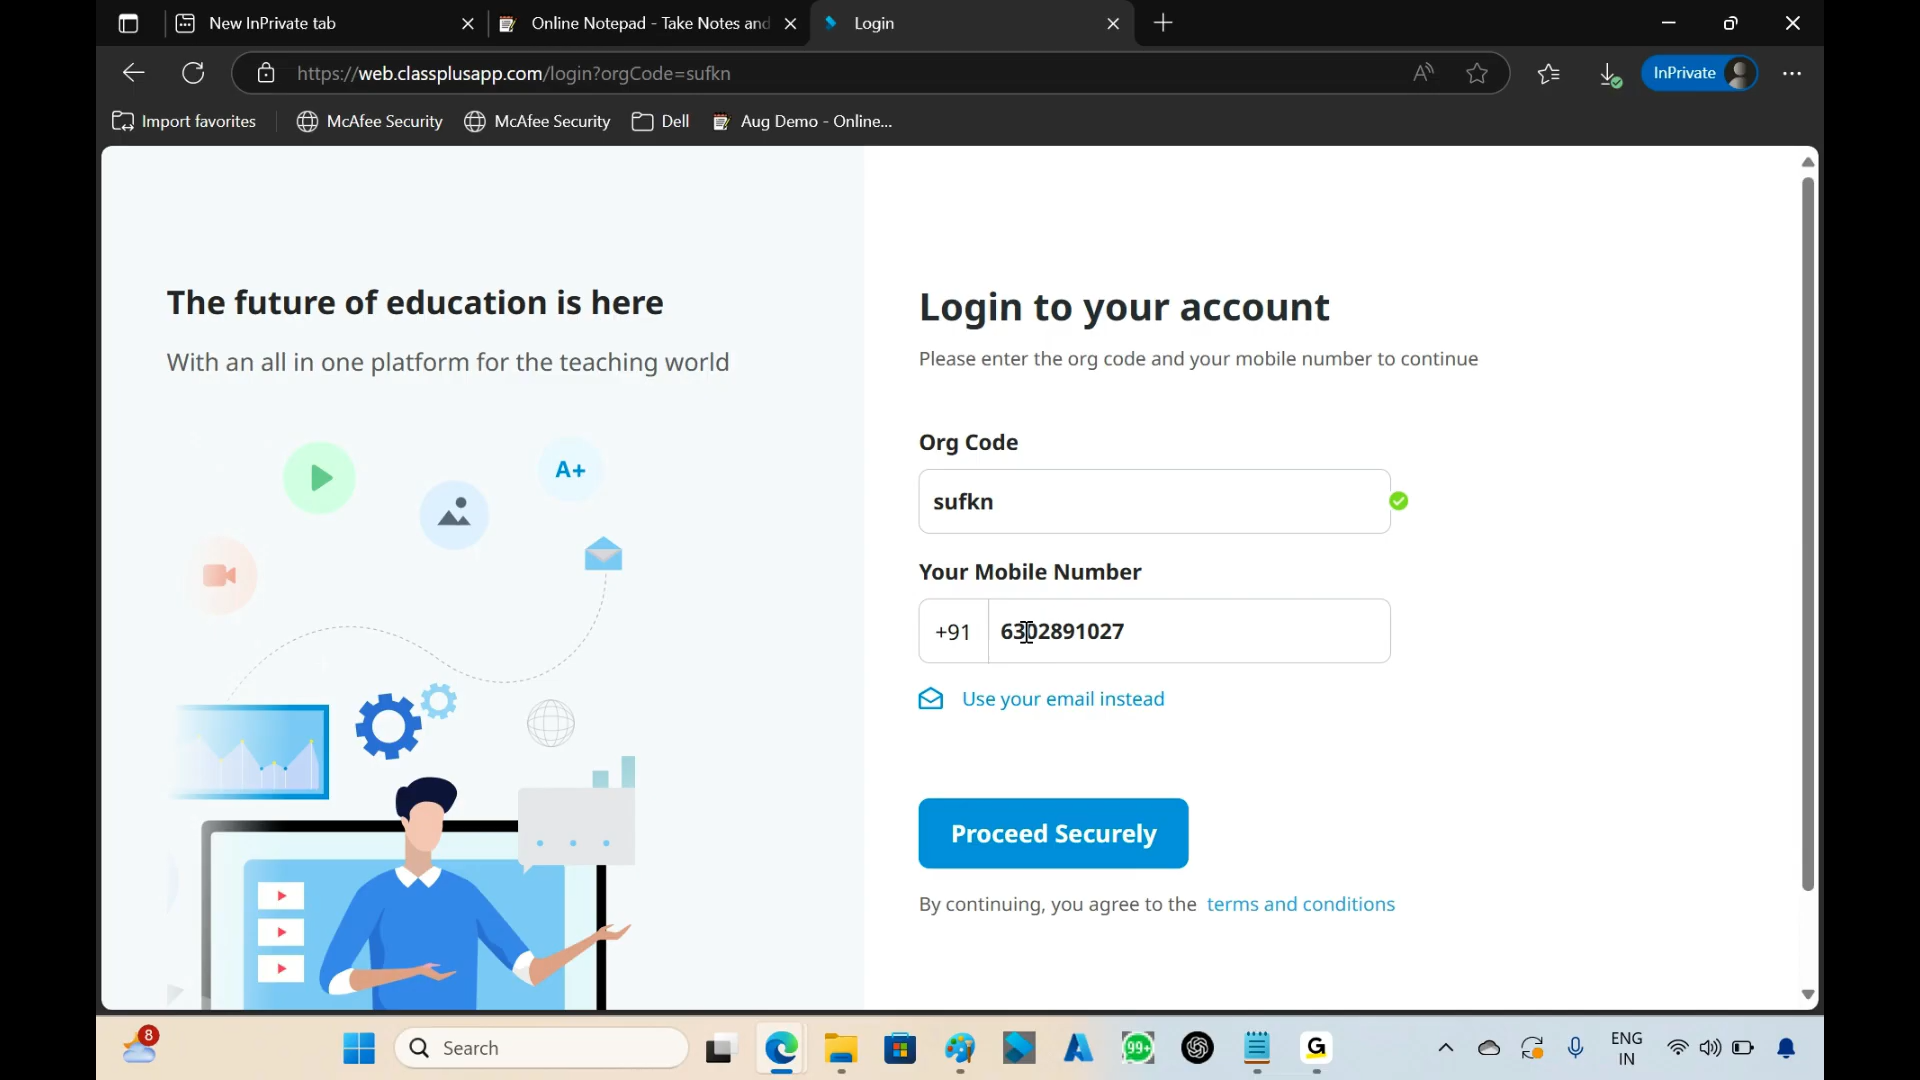 New InPrivate tab
Online Notepad - Take Notes and
Login
https://web.classplusapp.com/login?orgCode=sufkn
InPrivate
Import favorites
McAfee Security
McAfee Security
Dell
Aug Demo - Online...
The future of education is here
With an all in one platform for the teaching world
A+
Login to your account
Please enter the org code and your mobile number to continue
Org Code
sufkn
Your Mobile Number
+91 6302891027
Use your email instead
Proceed Securely
By continuing, you agree to the terms and conditions
8
Search
99+
G
ENG
IN